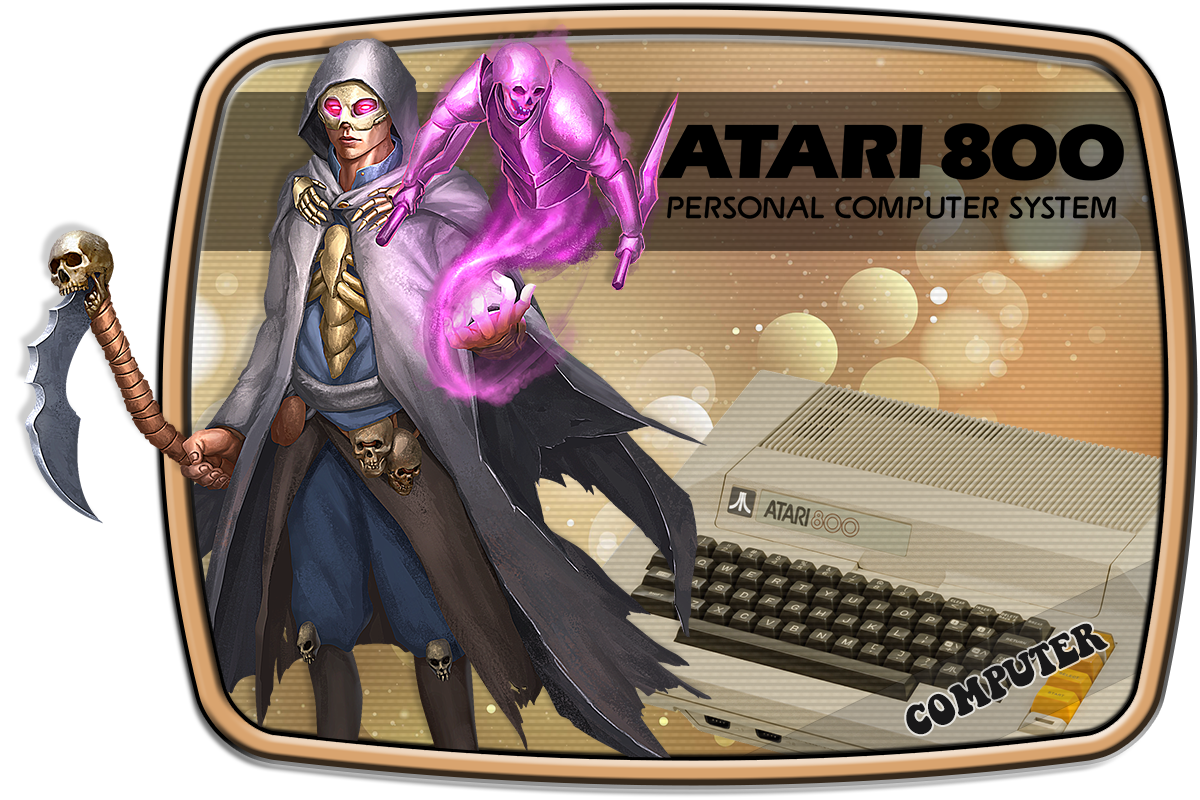 ATARI 800
PERSONAL COMPUTER SYSTEM
ATARI 800
Q W E R T Y U I O P
A S D F G H J K L
X C V B N M
COMPUTER